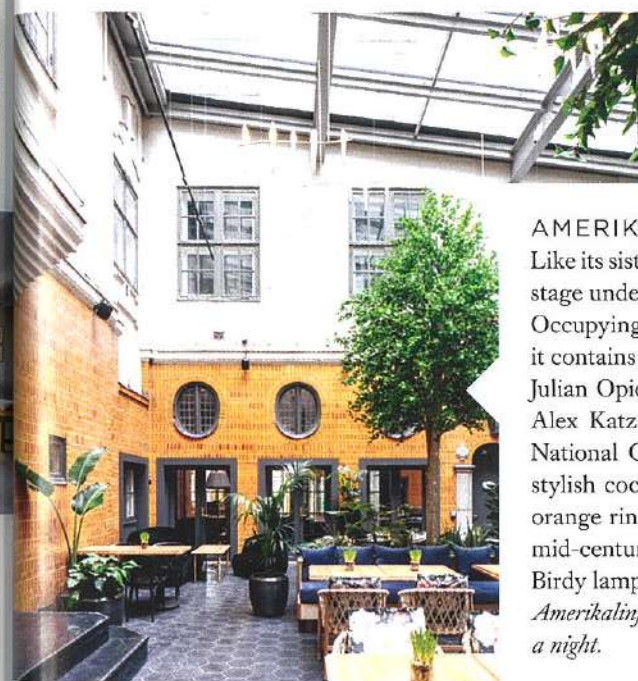 AMERIK
Like its sist
stage unde
Occupying
it contains
Julian Opi
Alex Katz
National
stylish coc
orange rin
mid-centu
Birdy lamp
Amerikalin
a night.